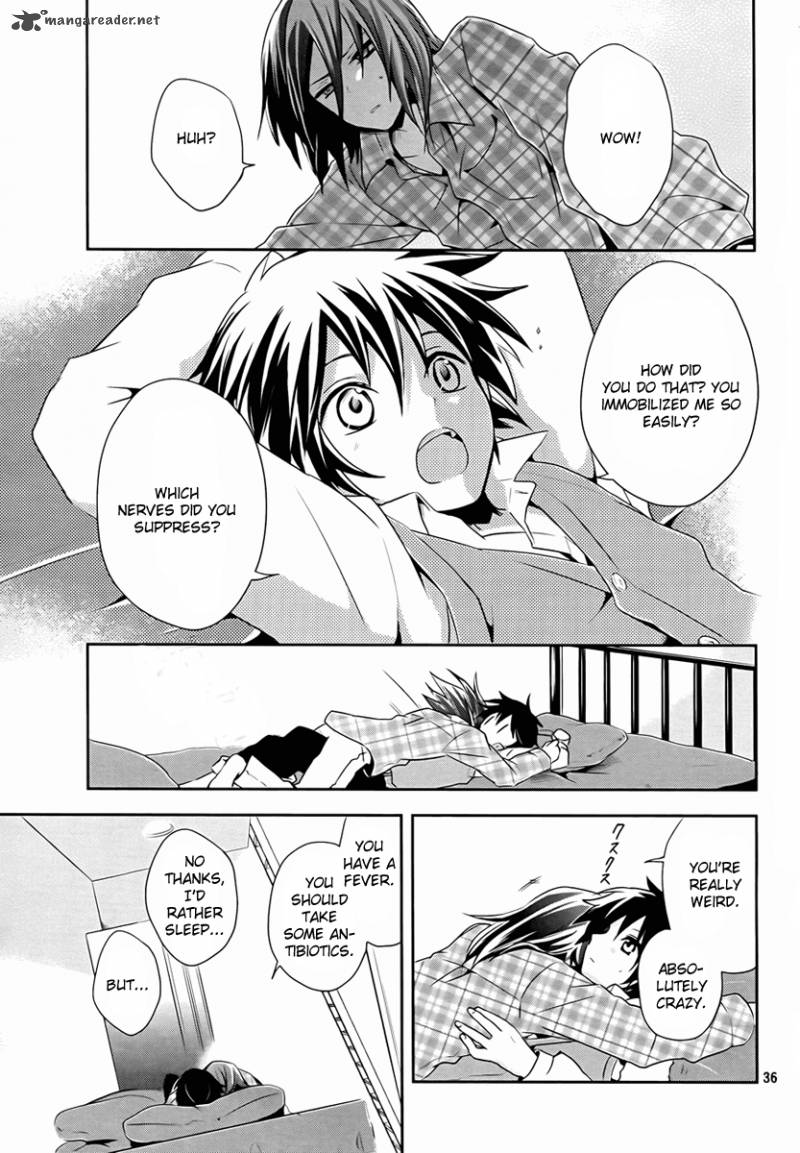 mangareader.net
WOW!
HUH?
HOW DID
YOU DO THAT? YOU
IMMOBILIZED ME SO
EASILY?
WHICH
NERVES DID YOU
SUPPRESS?
YOU'RE
REALLY
WEIRD.
クスクス
ABSO-
LUTELY
CRAZY.
YOU
HAVE A
FEVER.
YOU
SHOULD
TAKE
SOME AN-
TIBIOTICS.
NO
THANKS,
I'D
RATHER
SLEEP...
BUT...
36